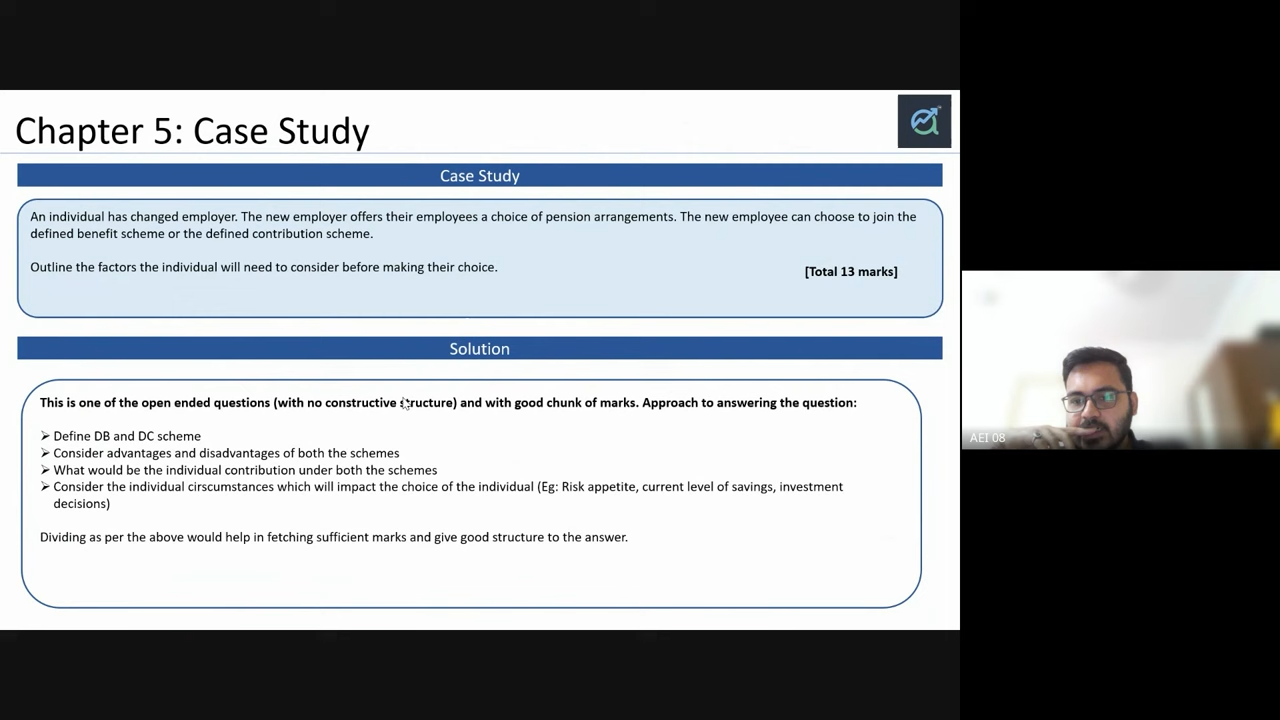 Chapter 5: Case Study
Case Study
An individual has changed employer. The new employer offers their employees a choice of pension arrangements. The new employee can choose to join the
defined benefit scheme or the defined contribution scheme.
Outline the factors the individual will need to consider before making their choice.
[Total 13 marks]
Solution
This is one of the open ended questions (with no constructive structure) and with good chunk of marks. Approach to answering the question:
➢ Define DB and DC scheme
➢ Consider advantages and disadvantages of both the schemes
➢ What would be the individual contribution under both the schemes
➢ Consider the individual cirscumstances which will impact the choice of the individual (Eg: Risk appetite, current level of savings, investment
decisions)
Dividing as per the above would help in fetching sufficient marks and give good structure to the answer.
AEI 08